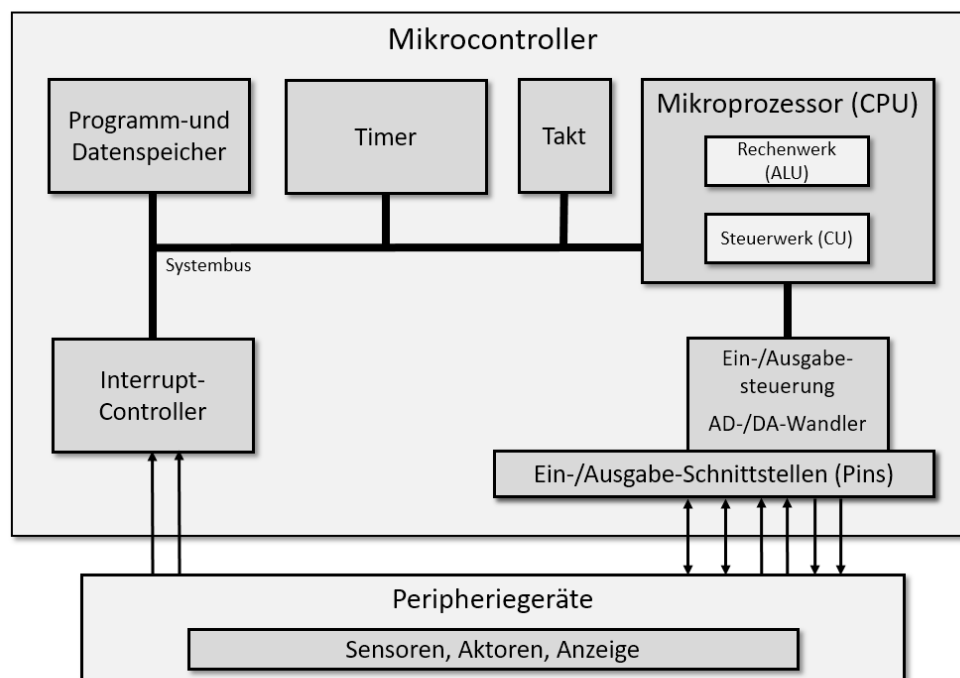 Mikrocontroller
Programm-und
Datenspeicher
Timer
Takt
Mikroprozessor (CPU)
Rechenwerk
(ALU)
Steuerwerk (CU)
Systembus
Interrupt-
Controller
Ein-/Ausgabe-
steuerung
AD-/DA-Wandler
Ein-/Ausgabe-Schnittstellen (Pins)
Peripheriegeräte
Sensoren, Aktoren, Anzeige